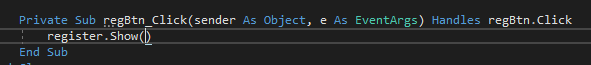 Private Sub regBtn_Click(sender As Object, e As EventArgs) Handles regBtn.Click
register.Show()
End Sub